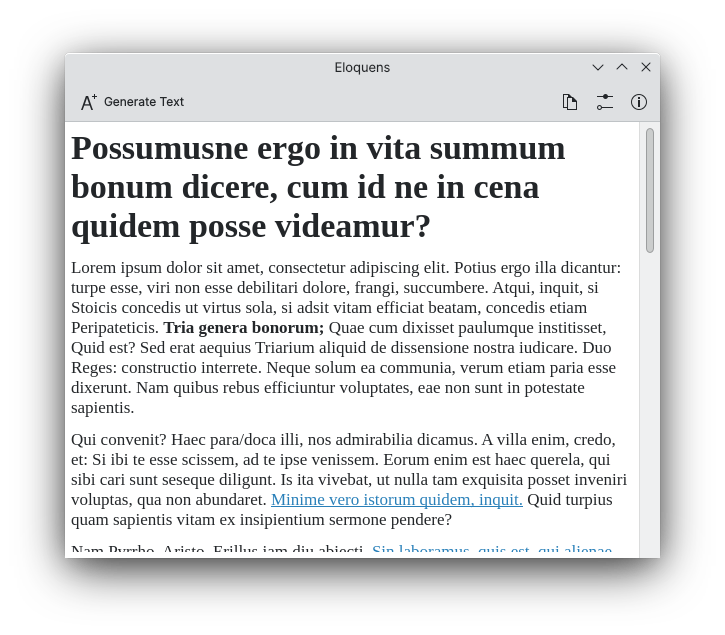 Eloquens
Generate Text
Possumusne ergo in vita summum
bonum dicere, cum id ne in cena
quidem posse videamur?
Lorem ipsum dolor sit amet, consectetur adipiscing elit. Potius ergo illa dicantur:
turpe esse, viri non esse debilitari dolore, frangi, succumbere. Atqui, inquit, si
Stoicis concedis ut virtus sola, si adsit vitam efficiat beatam, concedis etiam
Peripateticis. Tria genera bonorum; Quae cum dixisset paulumque institisset,
Quid est? Sed erat aequius Triarium aliquid de dissensione nostra iudicare. Duo
Reges: constructio interrete. Neque solum ea communia, verum etiam paria esse
dixerunt. Nam quibus rebus efficiuntur voluptates, eae non sunt in potestate
sapientis.
Qui convenit? Haec para/doca illi, nos admirabilia dicamus. A villa enim, credo,
et: Si ibi te esse scissem, ad te ipse venissem. Eorum enim est haec querela, qui
sibi cari sunt seseque diligunt. Is ita vivebat, ut nulla tam exquisita posset inveniri
voluptas, qua non abundaret. Minime vero istorum quidem, inquit. Quid turpius
quam sapientis vitam ex insipientium sermone pendere?
Nam Pyrrho, Aristo, Erillus iam diu abiecti. Sin laboramus, quis est, qui alienae